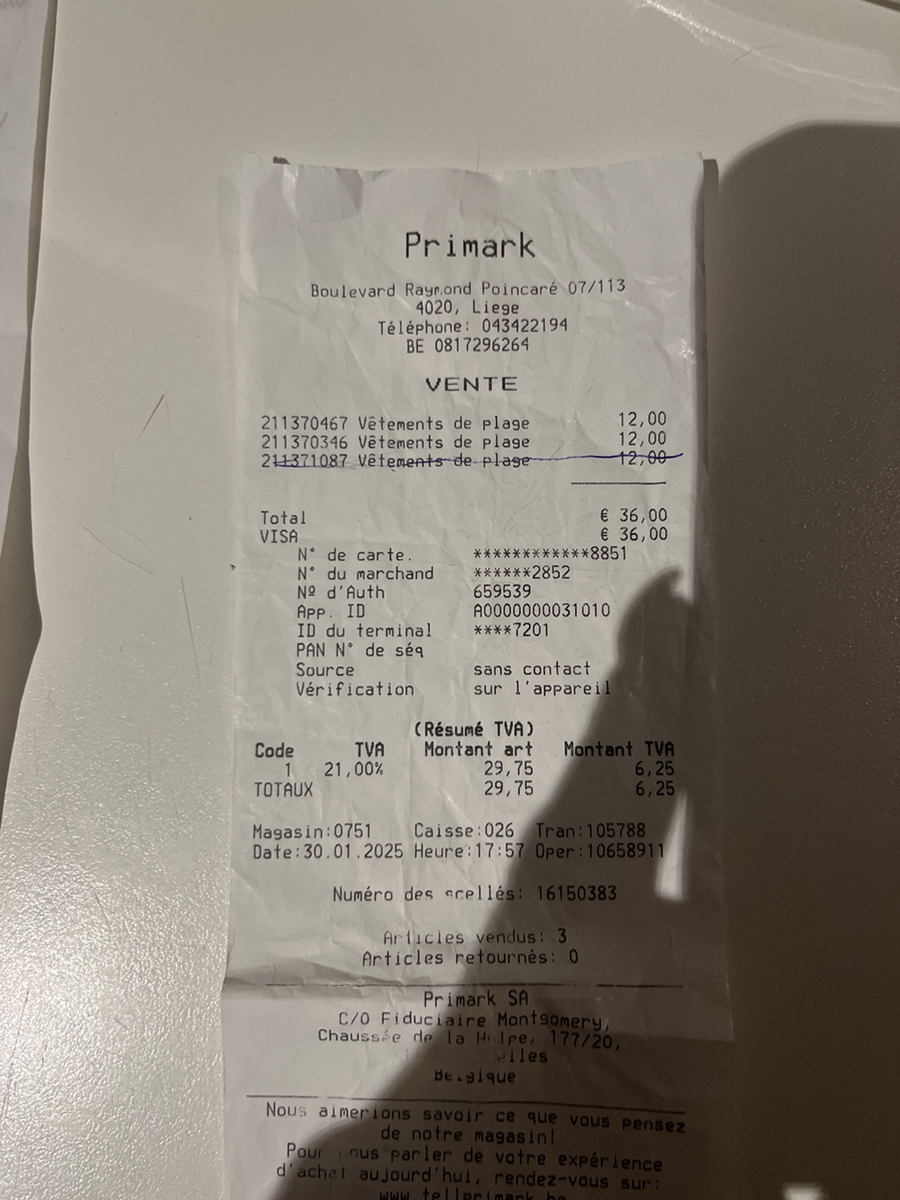 Primark
Boulevard Raymond Poincaré 07/113
4020, Liege
Téléphone: 043422194
BE 0817296264
VENTE
211370467 Vêtements de plage 12,00
211370346 Vêtements de plage 12,00
211371087 Vêtements de plage 12,00
Total € 36,00
VISA € 36,00
N° de carte. ************8851
N° du marchand ******2852
Nº d'Auth 659539
App. ID A0000000031010
ID du terminal ****7201
PAN N° de séq
Source sans contact
Vérification sur l'appareil
(Résumé TVA)
Code TVA Montant art Montant TVA
1 21,00% 29,75 6,25
TOTAUX 29,75 6,25
Magasin:0751 Caisse:026 Tran:105788
Date:30.01.2025 Heure:17:57 Oper:10658911
Numéro des scellés: 16150383
Articles vendus: 3
Articles retournés: 0
Primark SA
C/O Fiduciaire Montgomery,
Chaussée de la Hulpe, 177/20,
Belgique
Nous aimerions savoir ce que vous pensez
de notre magasin!
Pour nous parler de votre expérience
d'achat aujourd'hui, rendez-vous sur: